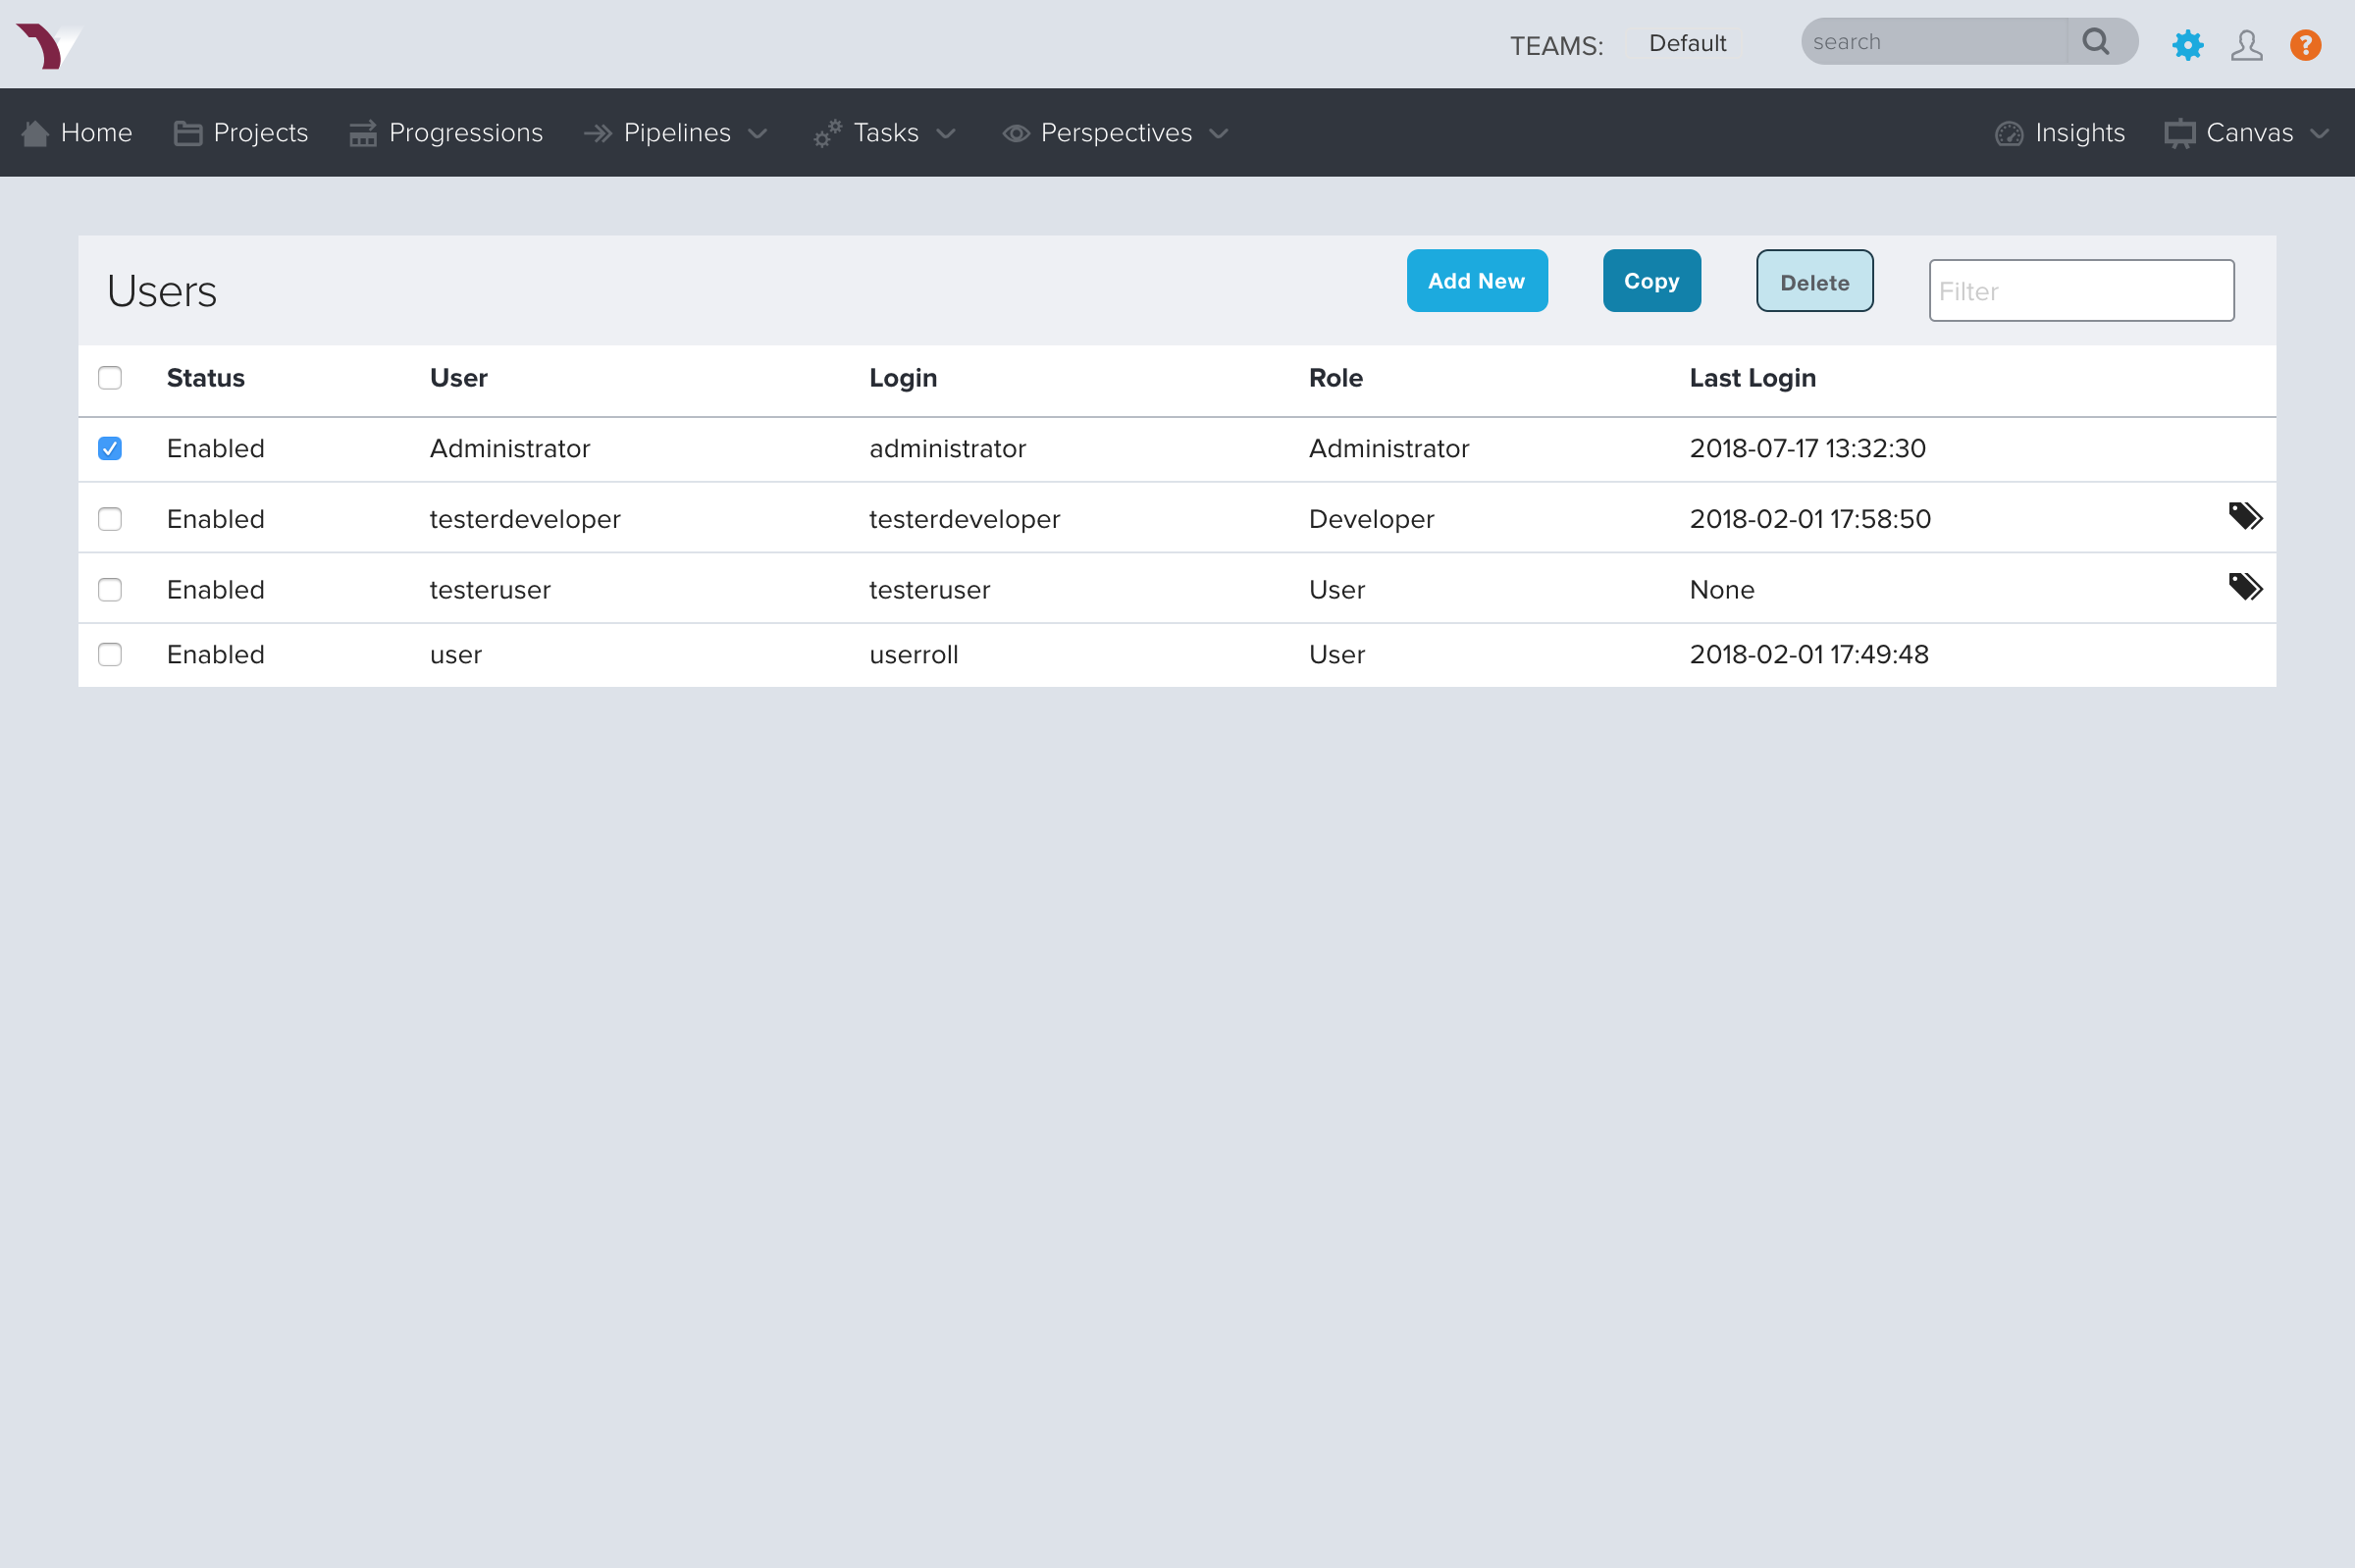 TEAMS: Default search ?
Home Projects Progressions Pipelines Tasks Perspectives Insights Canvas
Users Add New Copy Delete Filter
Status User Login Role Last Login
Enabled Administrator administrator Administrator 2018-07-17 13:32:30
Enabled testerdeveloper testerdeveloper Developer 2018-02-01 17:58:50
Enabled testeruser testeruser User None
Enabled user userroll User 2018-02-01 17:49:48